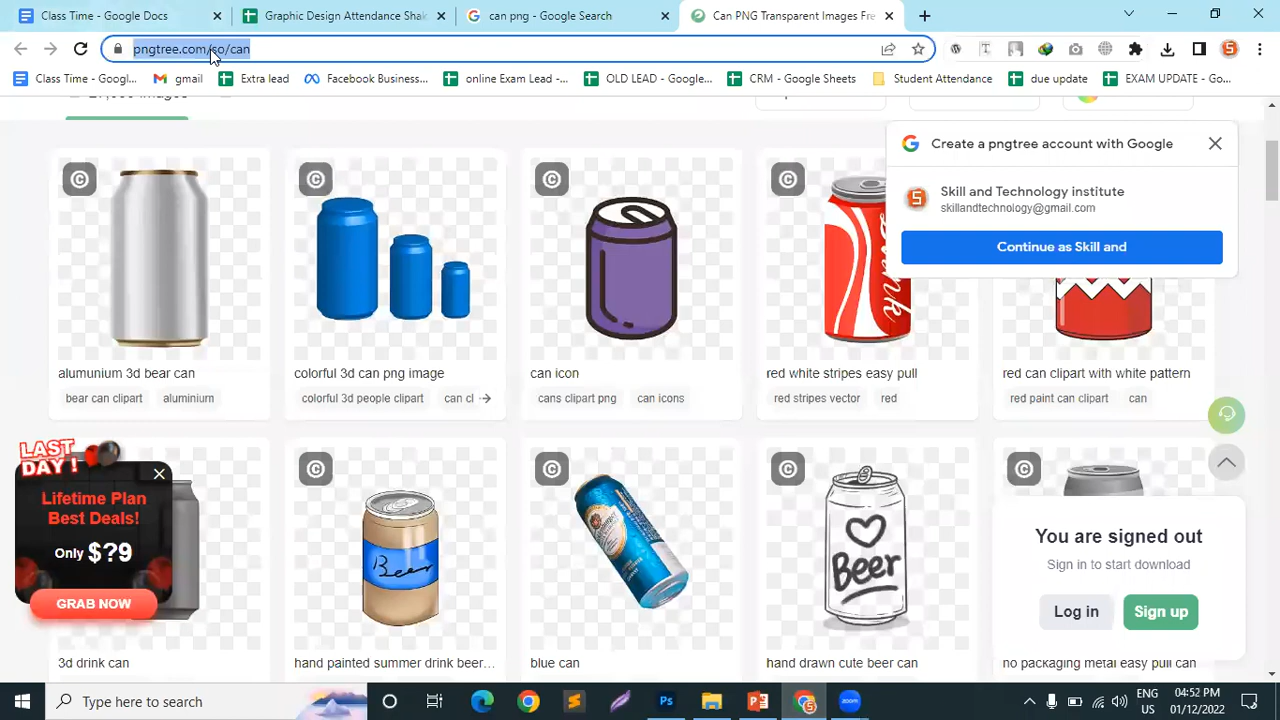 Class Time - Google Docs
Graphic Design Attendance Shak
can png - Google Search
Can PNG Transparent Images Fre
pngtree.com/so/can
Class Time - Googl...
gmail
Extra lead
Facebook Business...
online Exam Lead -...
OLD LEAD - Google...
CRM - Google Sheets
Student Attendance
due update
EXAM UPDATE - Go...
Create a pngtree account with Google
Skill and Technology institute
skillandtechnology@gmail.com
Continue as Skill and
alumunium 3d bear can
colorful 3d can png image
can icon
red white stripes easy pull
red can clipart with white pattern
bear can clipart
aluminium
colorful 3d people clipart
can cl
cans clipart png
can icons
red stripes vector
red
red paint can clipart
can
LAST DAY !
Lifetime Plan
Best Deals!
Only $?9
GRAB NOW
Beer
Beer
You are signed out
Sign in to start download
Log in
Sign up
3d drink can
hand painted summer drink beer...
blue can
hand drawn cute beer can
no packaging metal easy pull can
Type here to search
ENG
US
04:52 PM
01/12/2022